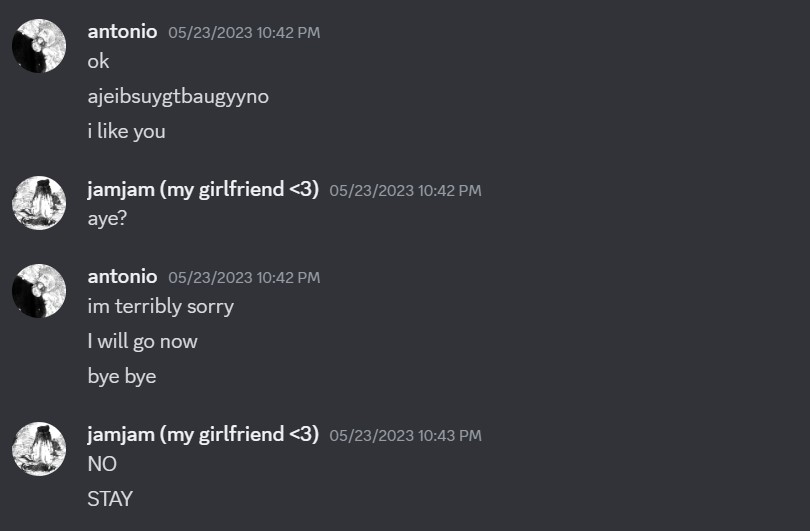 antonio 05/23/2023 10:42 PM
ok
ajeibsuygtbaugyyno
i like you
jamjam (my girlfriend <3) 05/23/2023 10:42 PM
aye?
antonio 05/23/2023 10:42 PM
im terribly sorry
I will go now
bye bye
jamjam (my girlfriend <3) 05/23/2023 10:43 PM
NO
STAY